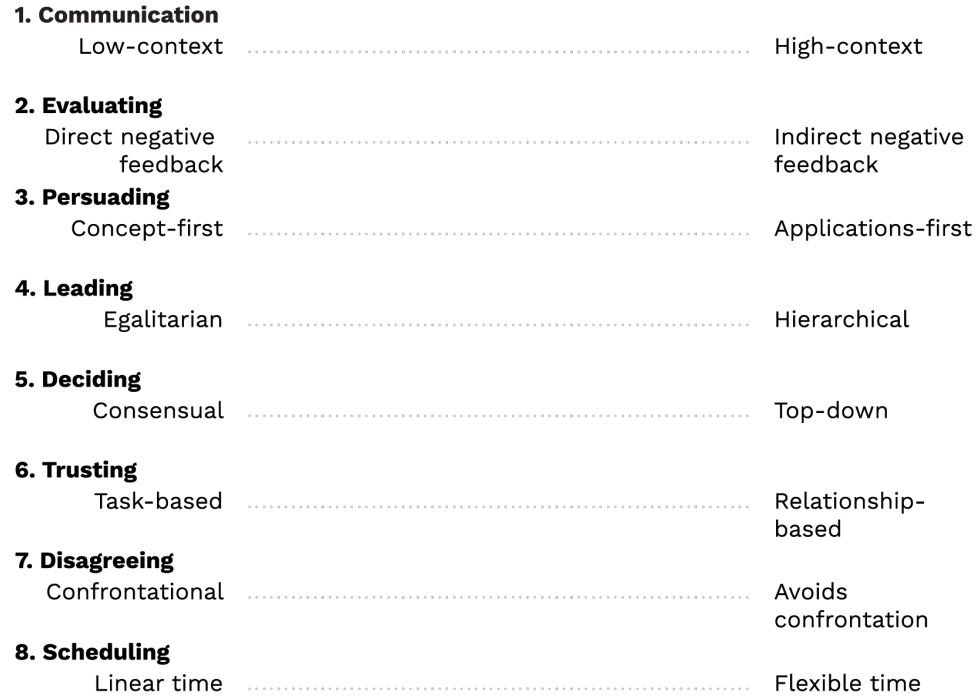 1. Communication
Low-context High-context
2. Evaluating
Direct negative Indirect negative
feedback feedback
3. Persuading
Concept-first Applications-first
4. Leading
Egalitarian Hierarchical
5. Deciding
Consensual Top-down
6. Trusting
Task-based Relationship-
based
7. Disagreeing
Confrontational Avoids
confrontation
8. Scheduling
Linear time Flexible time